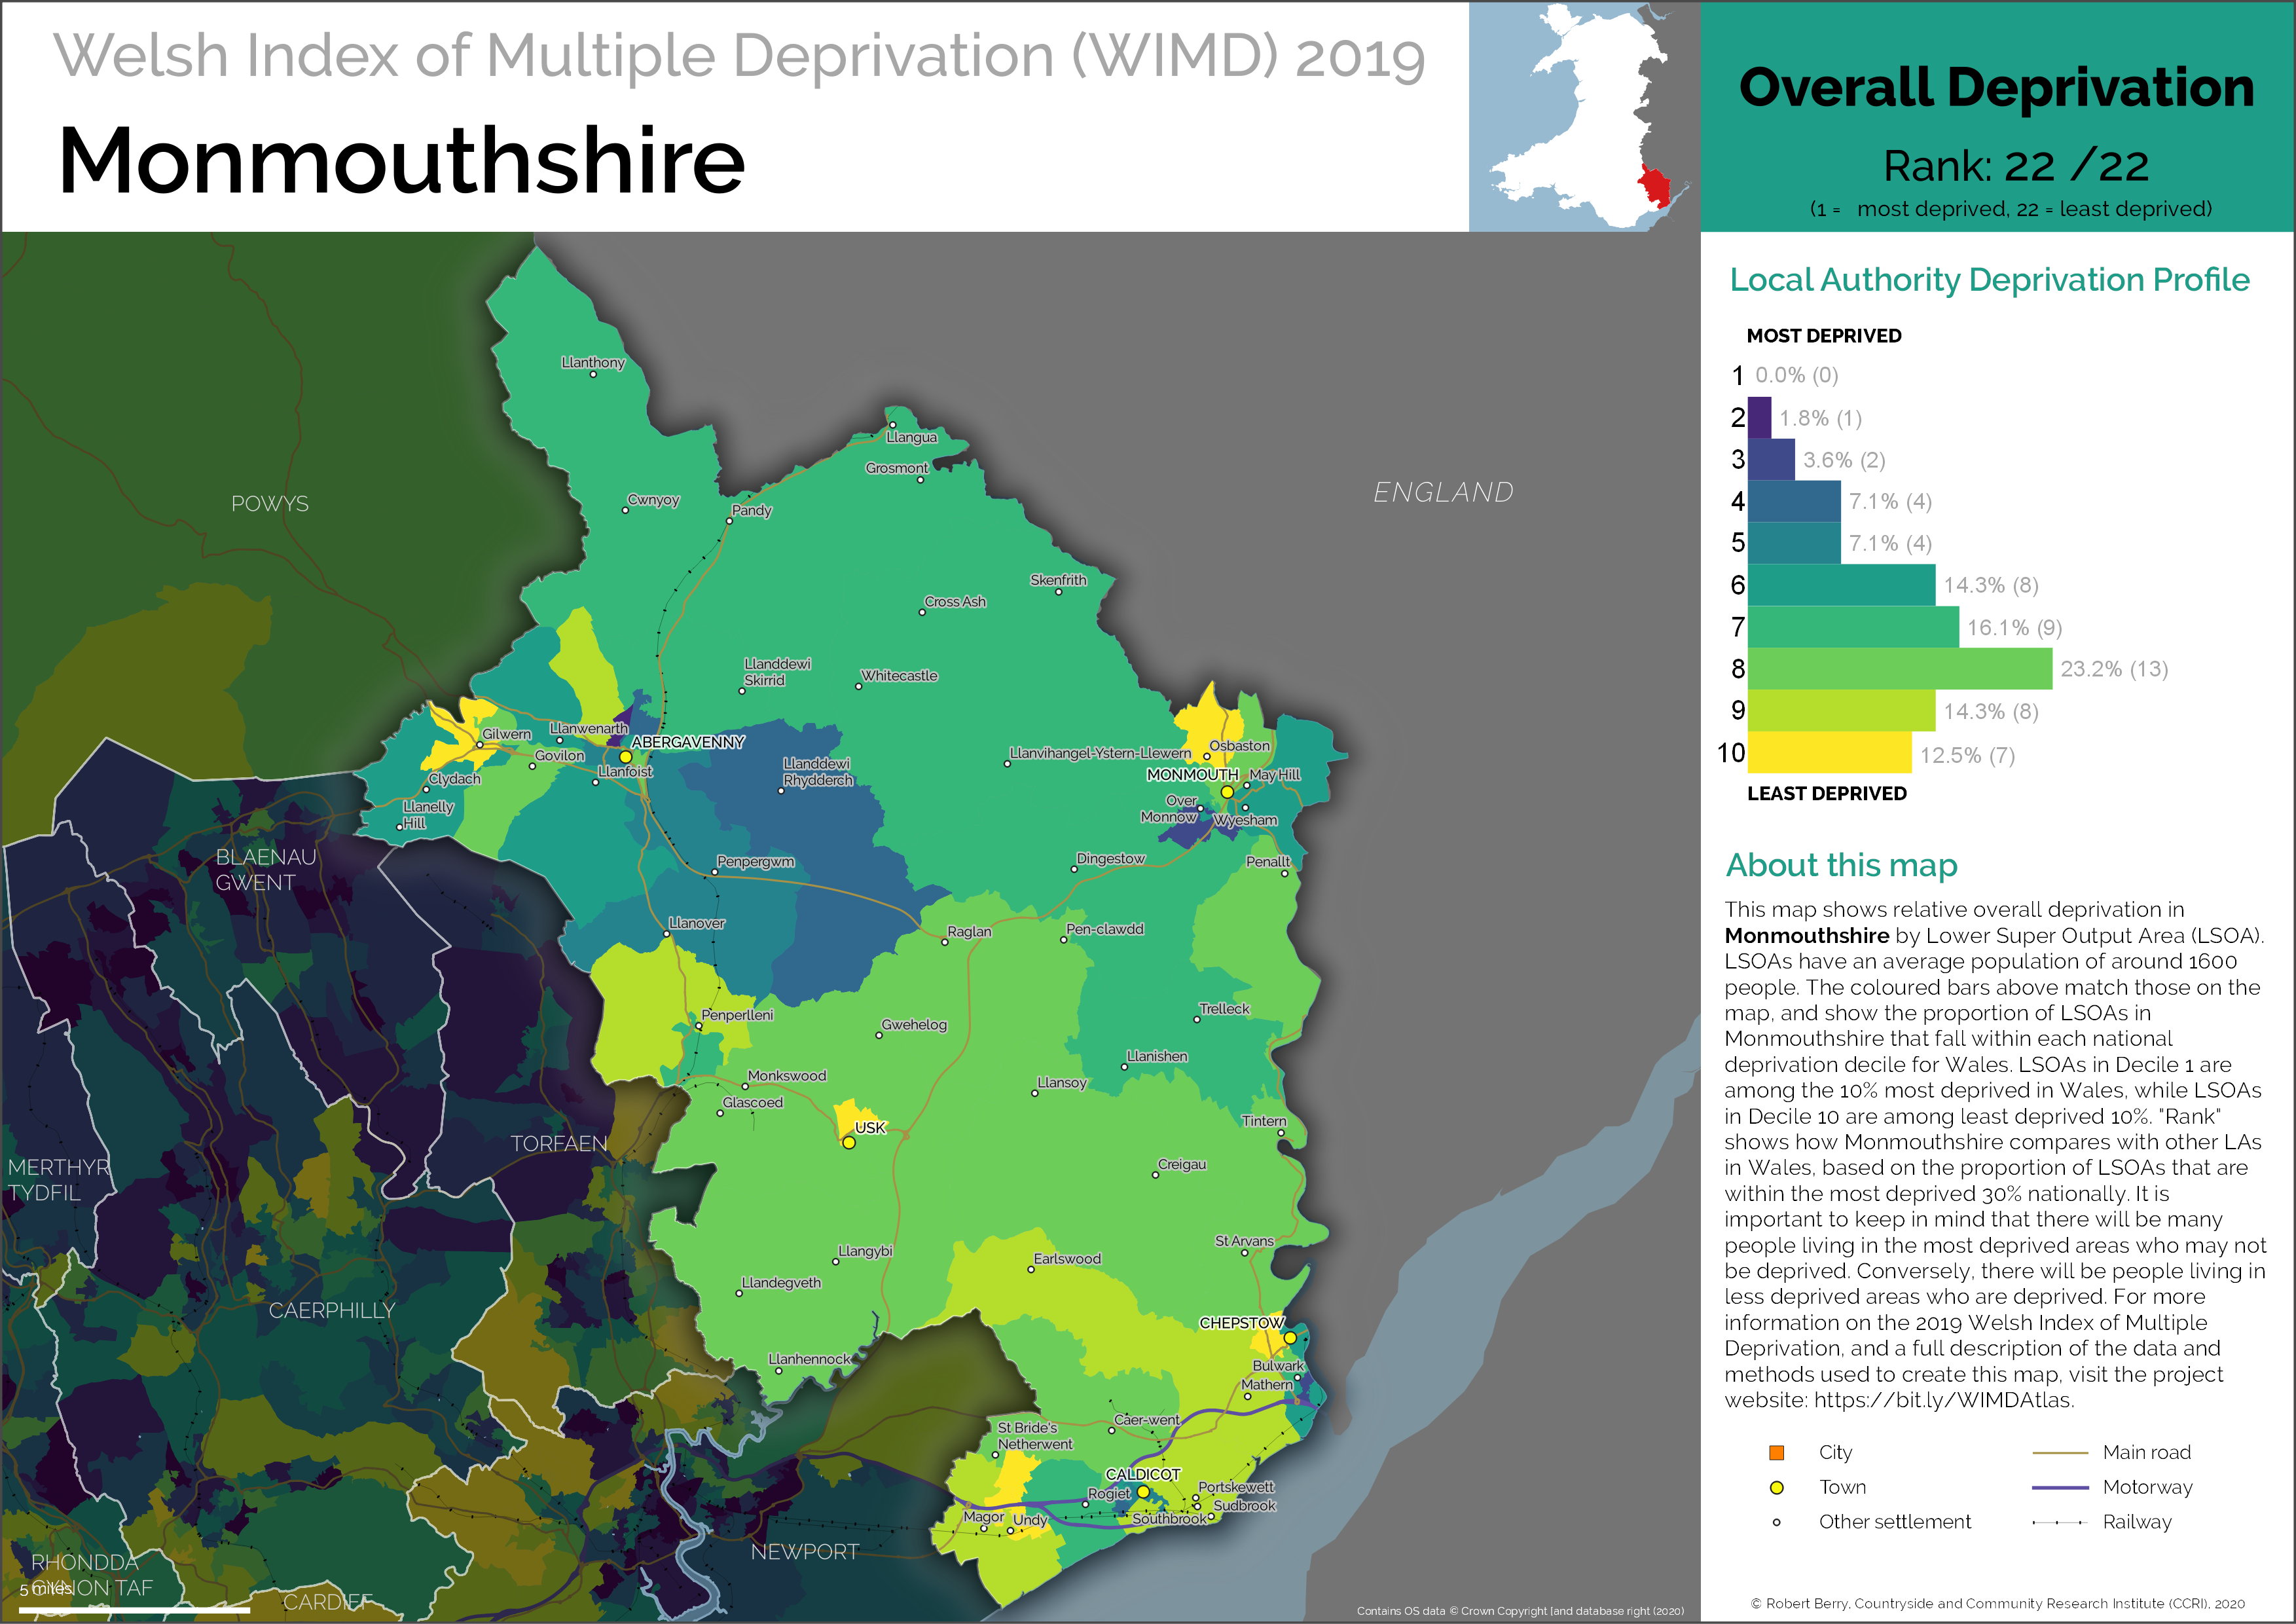 Welsh Index of Multiple Deprivation (WIMD) 2019
Monmouthshire
Overall Deprivation
Rank: 22 /22
(1 = most deprived, 22 = least deprived)
Local Authority Deprivation Profile
MOST DEPRIVED
1 0.0% (0)
2 1.8% (1)
3 3.6% (2)
4 7.1% (4)
5 7.1% (4)
6 14.3% (8)
7 16.1% (9)
8 23.2% (13)
9 14.3% (8)
10 12.5% (7)
LEAST DEPRIVED
About this map
This map shows relative overall deprivation in
Monmouthshire by Lower Super Output Area (LSOA).
LSOAs have an average population of around 1600
people. The coloured bars above match those on the
map, and show the proportion of LSOAs in
Monmouthshire that fall within each national
deprivation decile for Wales. LSOAs in Decile 1 are
among the 10% most deprived in Wales, while LSOAs
in Decile 10 are among least deprived 10%. "Rank"
shows how Monmouthshire compares with other LAs
in Wales, based on the proportion of LSOAs that are
within the most deprived 30% nationally. It is
important to keep in mind that there will be many
people living in the most deprived areas who may not
be deprived. Conversely, there will be people living in
less deprived areas who are deprived. For more
information on the 2019 Welsh Index of Multiple
Deprivation, and a full description of the data and
methods used to create this map, visit the project
website: https://bit.ly/WIMDAtlas.
City
Main road
Town
Motorway
Other settlement
Railway
© Robert Berry, Countryside and Community Research Institute (CCRI), 2020
Llanthony
Llangua
Grosmont
ENGLAND
POWYS
Cwnyoy
Pandy
Skenfrith
Cross Ash
Llanddewi
Skirrid
Whitecastle
Gilwern
Llanwenarth
ABERGAVENNY
Govilon
Llanfoist
Llanddewi
Rhydderch
Llanvihangel-Ystern-Llewern
Osbaston
MONMOUTH
May Hill
Clydach
Llanelly
Hill
Over
Monnow
Wyesham
BLAENAU
GWENT
Penpergwm
Dingestow
Penallt
Llanover
Raglan
Pen-clawdd
Penperlleni
Gwehelog
Trelleck
Llanishen
Monkswood
Llansoy
Glascoed
USK
Tintern
TORFAEN
MERTHYR
TYDFIL
Creigau
St Arvans
Llangybi
Earlswood
Llandegveth
CAERPHILLY
CHEPSTOW
Llanhennock
Bulwark
Mathern
Caer-went
St Bride's
Netherwent
CALDICOT
Rogiet
Portskewett
Sudbrook
Magor
Undy
Southbrook
NEWPORT
RHONDDA
CYNON TAF
5 miles
CARDIFF
Contains OS data © Crown Copyright [and database right (2020)